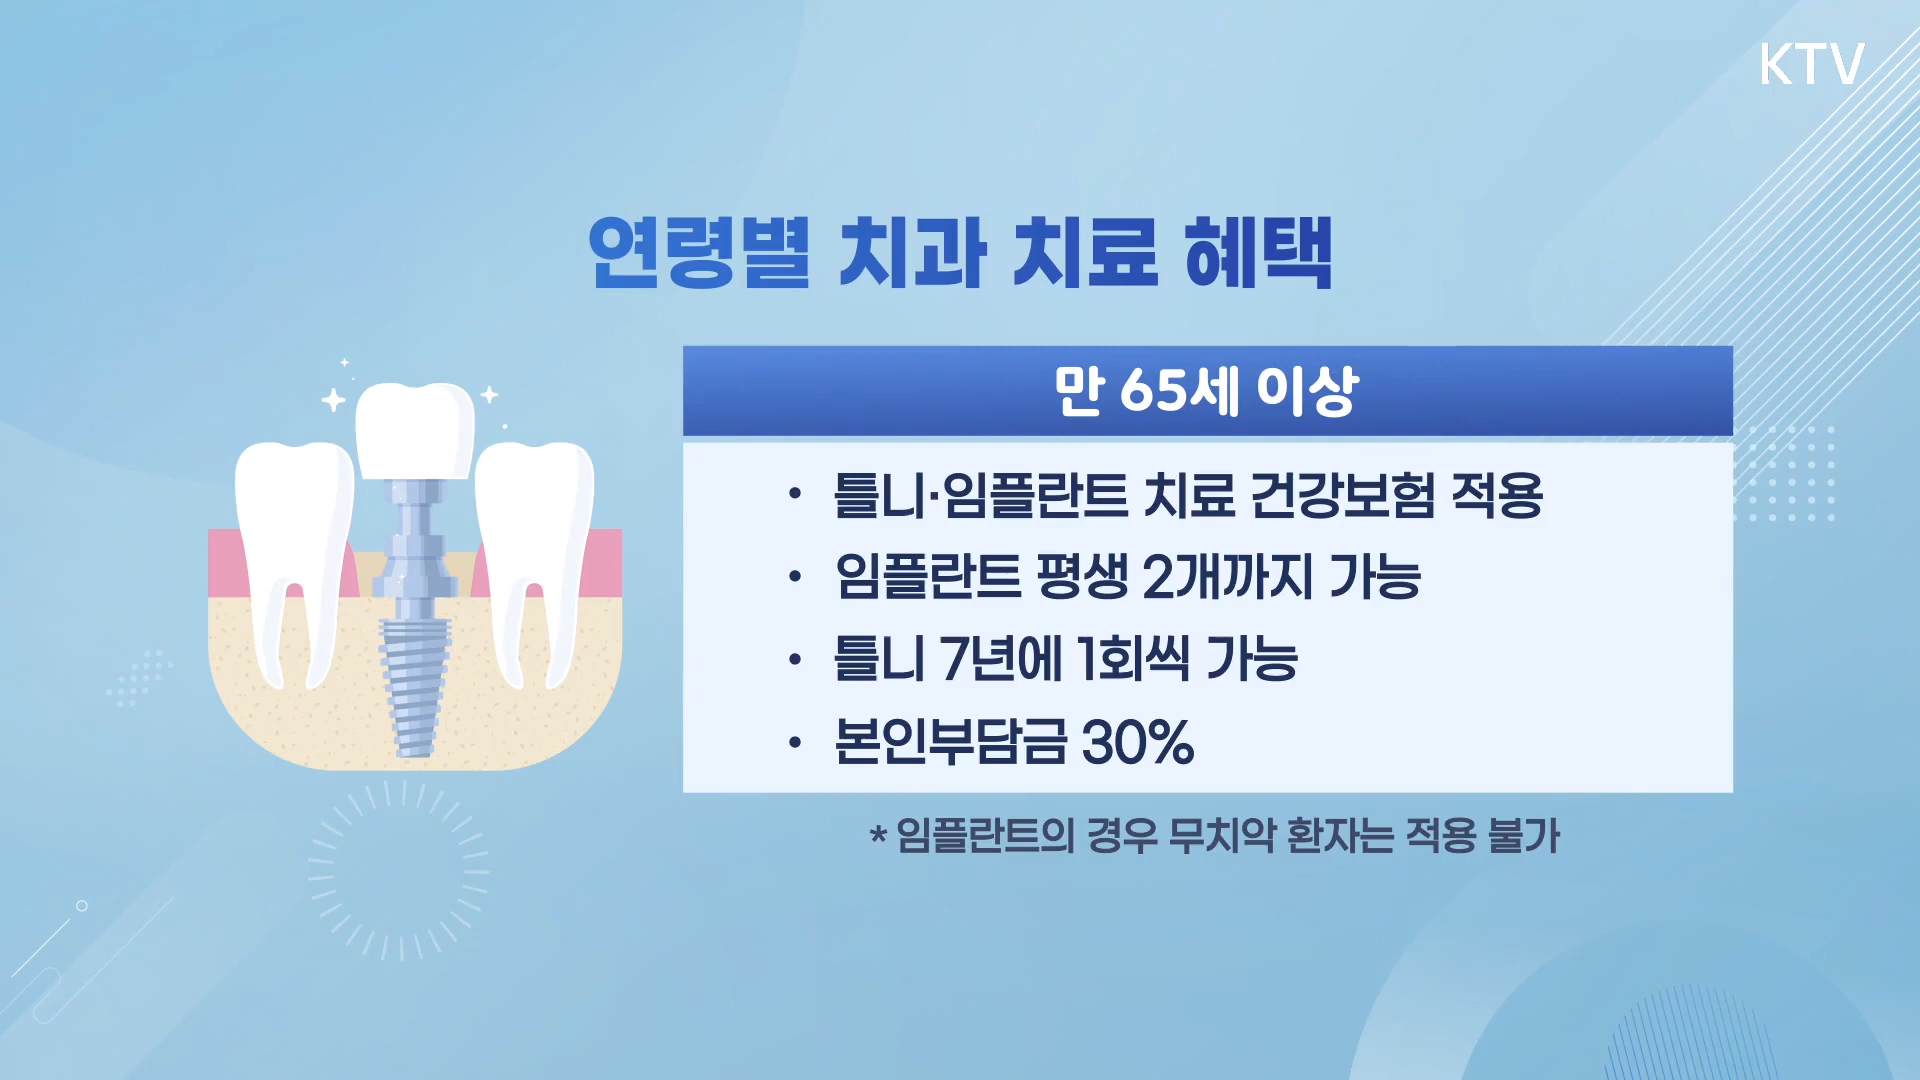 KTV
연령별 치과 치료 혜택
만 65세 이상
• 틀니·임플란트 치료 건강보험 적용
• 임플란트 평생 2개까지 가능
• 틀니 7년에 1회씩 가능
• 본인부담금 30%
* 임플란트의 경우 무치악 환자는 적용 불가